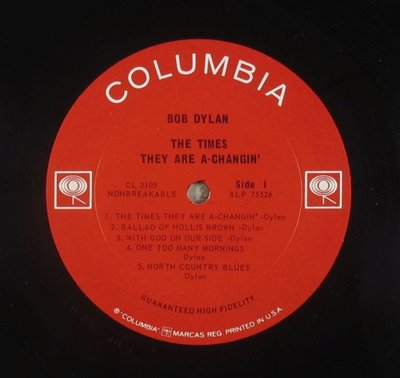 COLUMBIA
BOB DYLAN
THE TIMES
THEY ARE A-CHANGIN'
CL 2105 Side 1
NONBREAKABLE XLP 75526
1. THE TIMES THEY ARE A-CHANGIN' -Dylan
2. BALLAD OF HOLLIS BROWN -Dylan
3. WITH GOD ON OUR SIDE -Dylan
4. ONE TOO MANY MORNINGS
Dylan
5. NORTH COUNTRY BLUES
Dylan
GUARANTEED HIGH FIDELITY
® "COLUMBIA" MARCAS REG. PRINTED IN U.S.A.